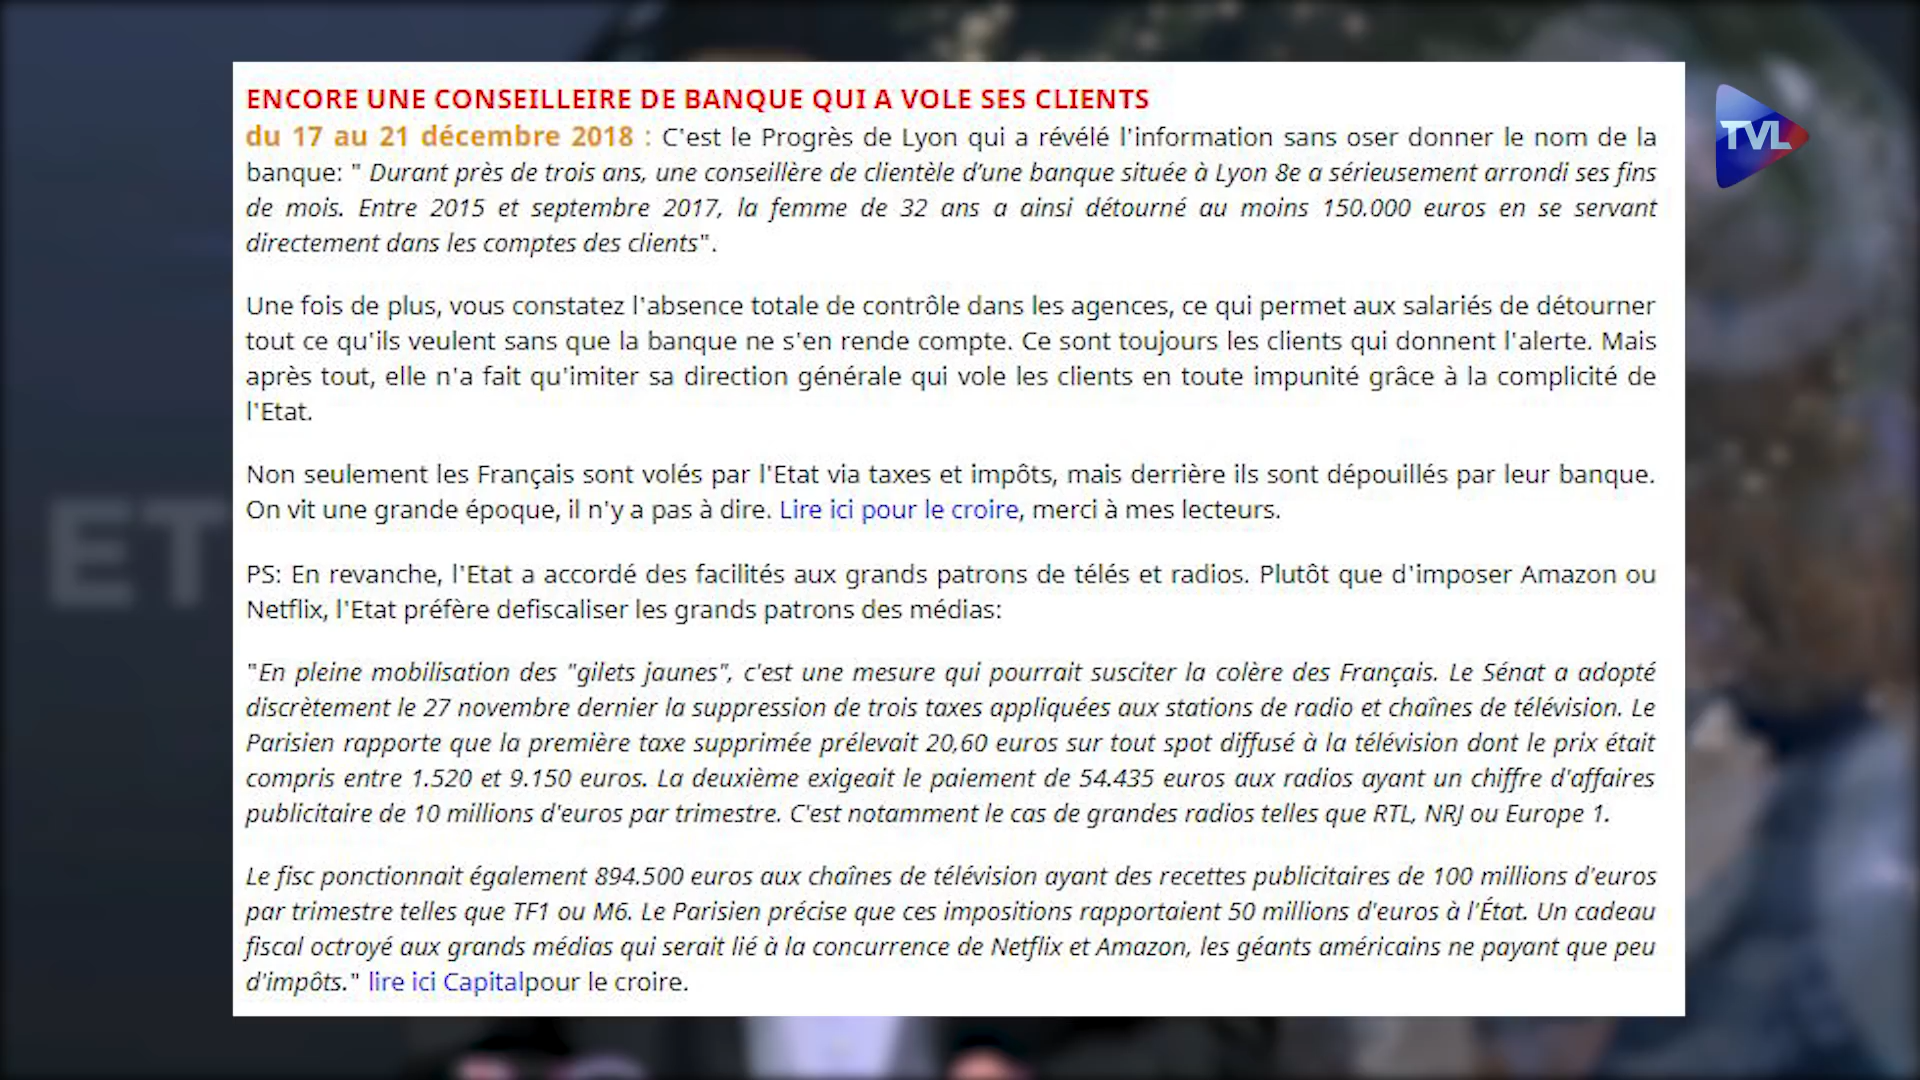 ENCORE UNE CONSEILLEIRE DE BANQUE QUI A VOLE SES CLIENTS
du 17 au 21 décembre 2018 : C'est le Progrès de Lyon qui a révélé l'information sans oser donner le nom de la
banque: " Durant près de trois ans, une conseillère de clientèle d’une banque située à Lyon 8e a sérieusement arrondi ses fins
de mois. Entre 2015 et septembre 2017, la femme de 32 ans a ainsi détourné au moins 150.000 euros en se servant
directement dans les comptes des clients".
Une fois de plus, vous constatez l'absence totale de contrôle dans les agences, ce qui permet aux salariés de détourner
tout ce qu'ils veulent sans que la banque ne s'en rende compte. Ce sont toujours les clients qui donnent l'alerte. Mais
après tout, elle n'a fait qu'imiter sa direction générale qui vole les clients en toute impunité grâce à la complicité de
l'Etat.
Non seulement les Français sont volés par l'Etat via taxes et impôts, mais derrière ils sont dépouillés par leur banque.
On vit une grande époque, il n'y a pas à dire. Lire ici pour le croire, merci à mes lecteurs.
PS: En revanche, l'Etat a accordé des facilités aux grands patrons de télés et radios. Plutôt que d'imposer Amazon ou
Netflix, l'Etat préfère defiscaliser les grands patrons des médias:
"En pleine mobilisation des "gilets jaunes", c'est une mesure qui pourrait susciter la colère des Français. Le Sénat a adopté
discrètement le 27 novembre dernier la suppression de trois taxes appliquées aux stations de radio et chaînes de télévision. Le
Parisien rapporte que la première taxe supprimée prélevait 20,60 euros sur tout spot diffusé à la télévision dont le prix était
compris entre 1.520 et 9.150 euros. La deuxième exigeait le paiement de 54.435 euros aux radios ayant un chiffre d'affaires
publicitaire de 10 millions d'euros par trimestre. C'est notamment le cas de grandes radios telles que RTL, NRJ ou Europe 1.
Le fisc ponctionnait également 894.500 euros aux chaînes de télévision ayant des recettes publicitaires de 100 millions d'euros
par trimestre telles que TF1 ou M6. Le Parisien précise que ces impositions rapportaient 50 millions d'euros à l'État. Un cadeau
fiscal octroyé aux grands médias qui serait lié à la concurrence de Netflix et Amazon, les géants américains ne payant que peu
d'impôts." lire ici Capitalpour le croire.
TVL
ET